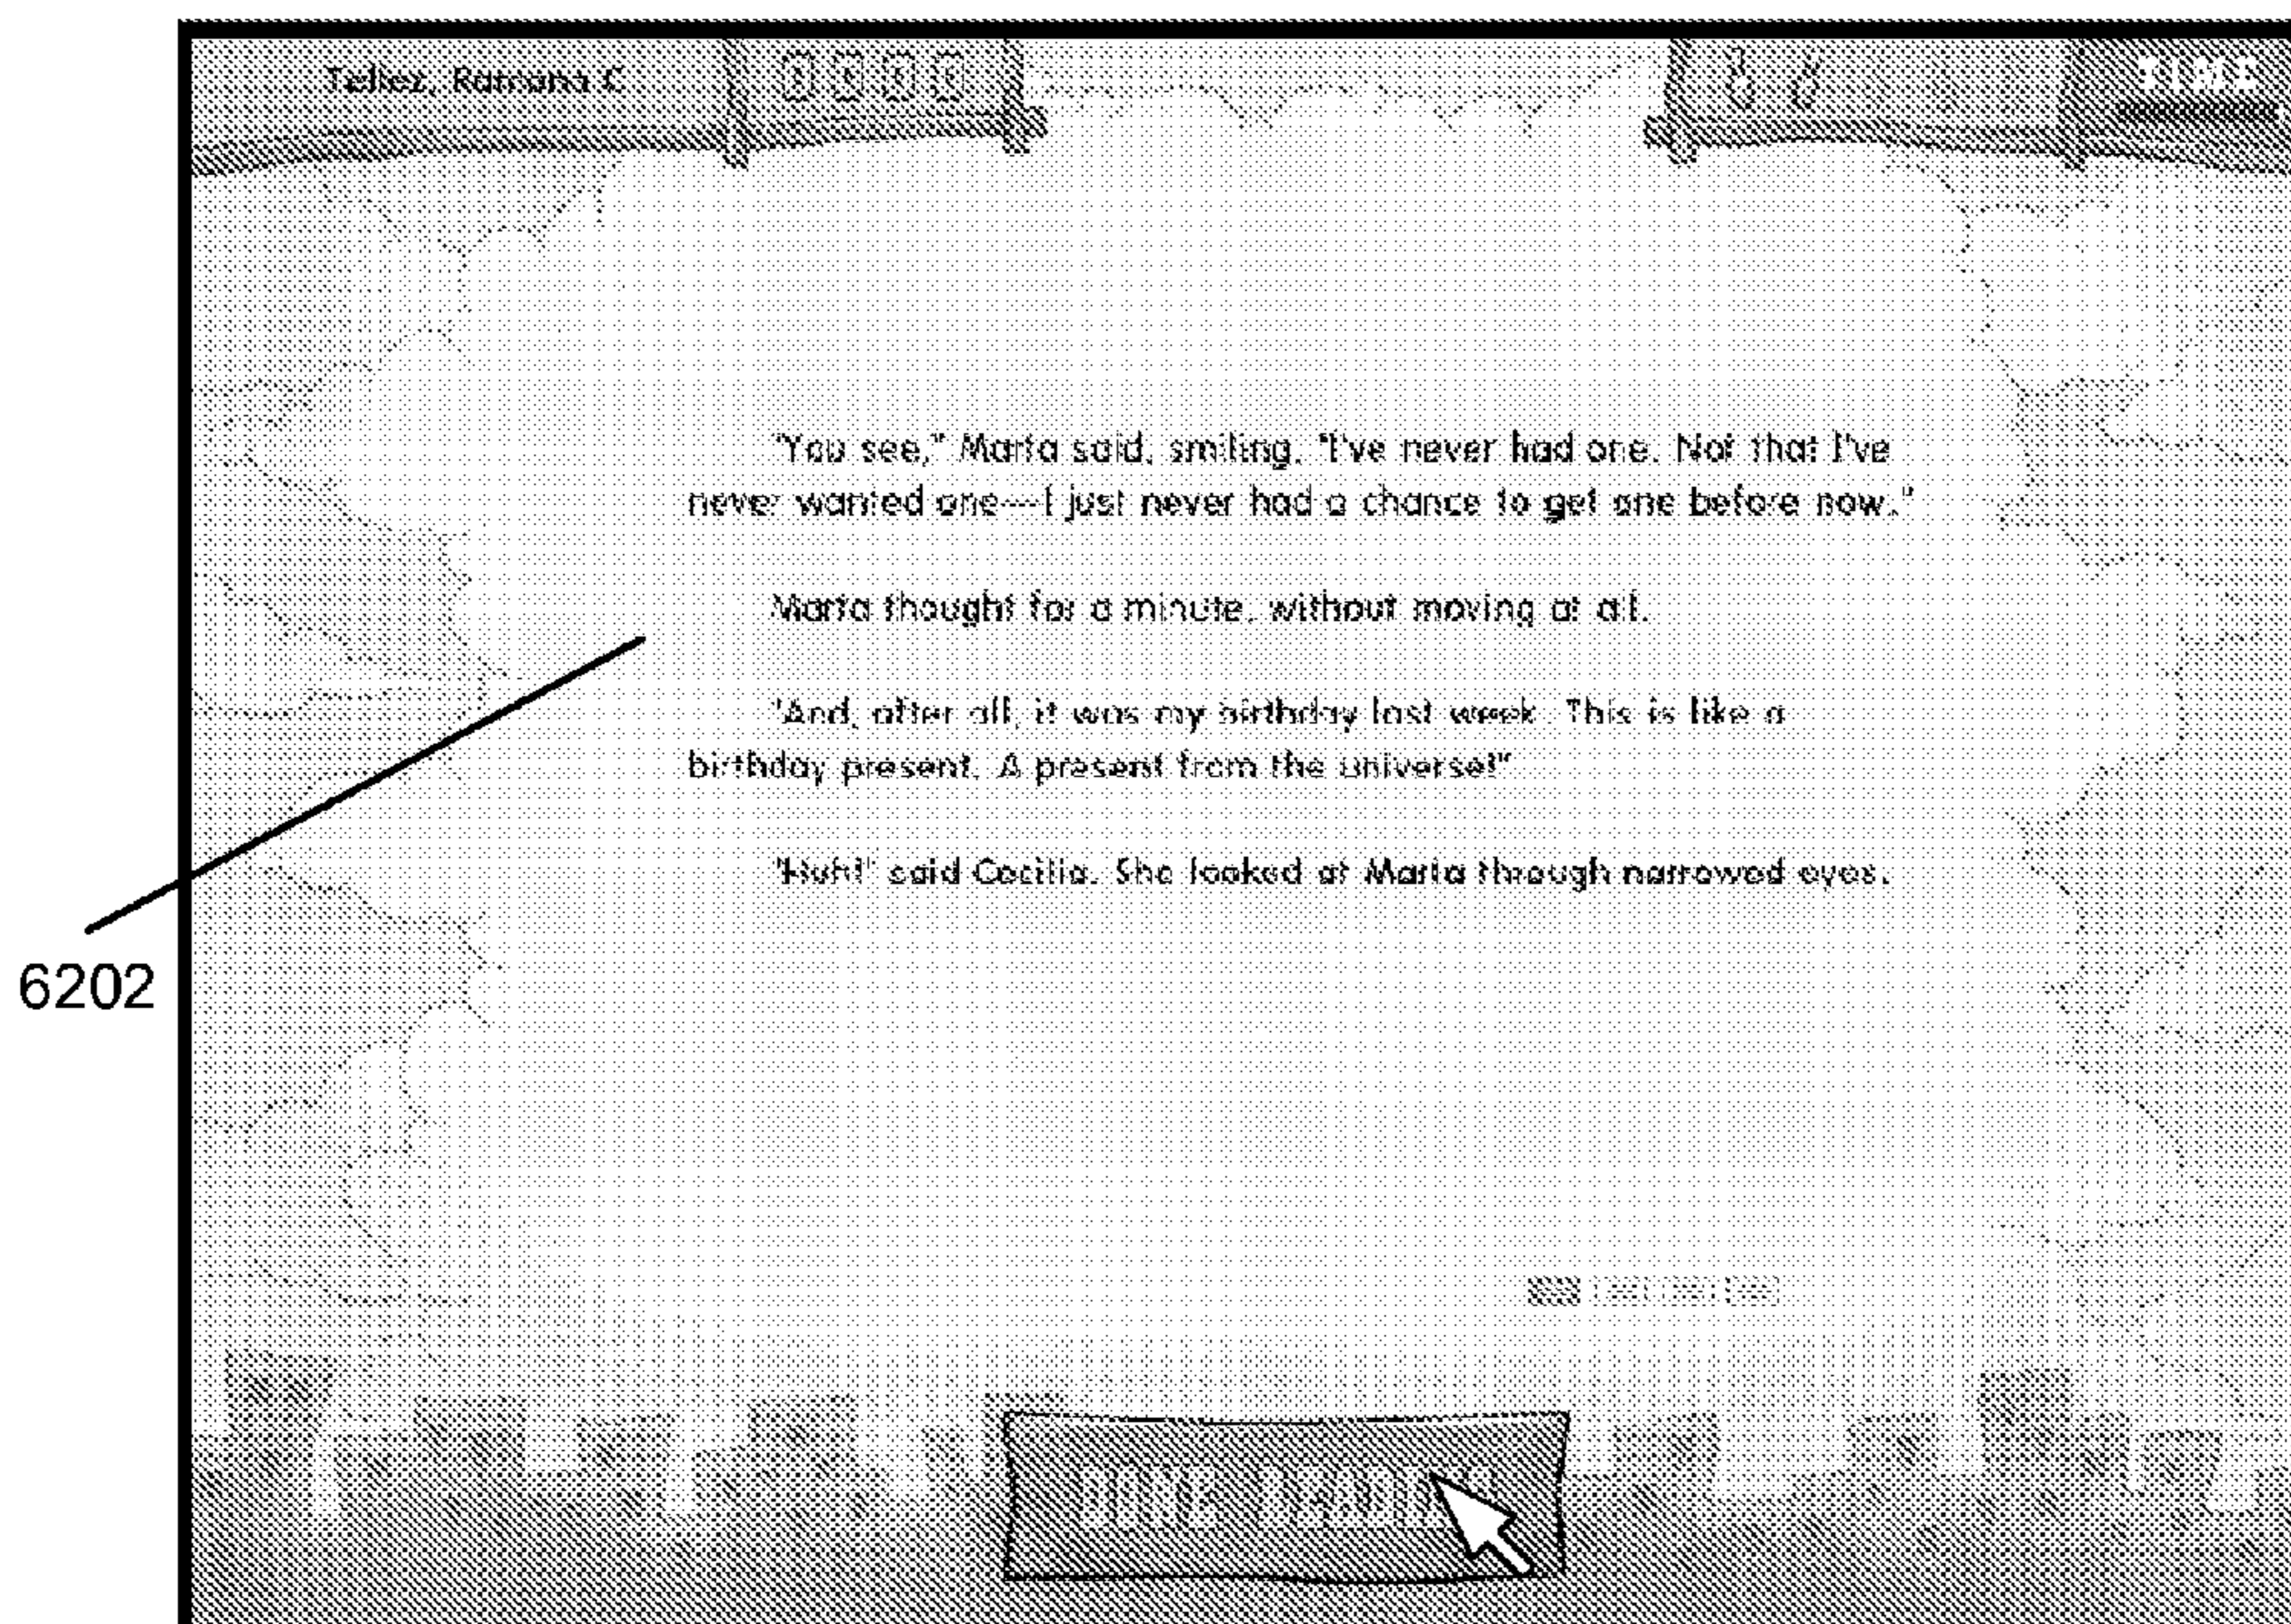 Tellez, Ramona C
TIME
"You see," Marta said, smiling. "I've never had one. Not that I've
never wanted one—I just never had a chance to get one before now."
Marta thought for a minute, without moving at all.
"And, after all, it was my birthday last week. This is like a
birthday present. A present from the universe!"
"Huh!" said Cecilia. She looked at Marta through narrowed eyes.
6202
DONE